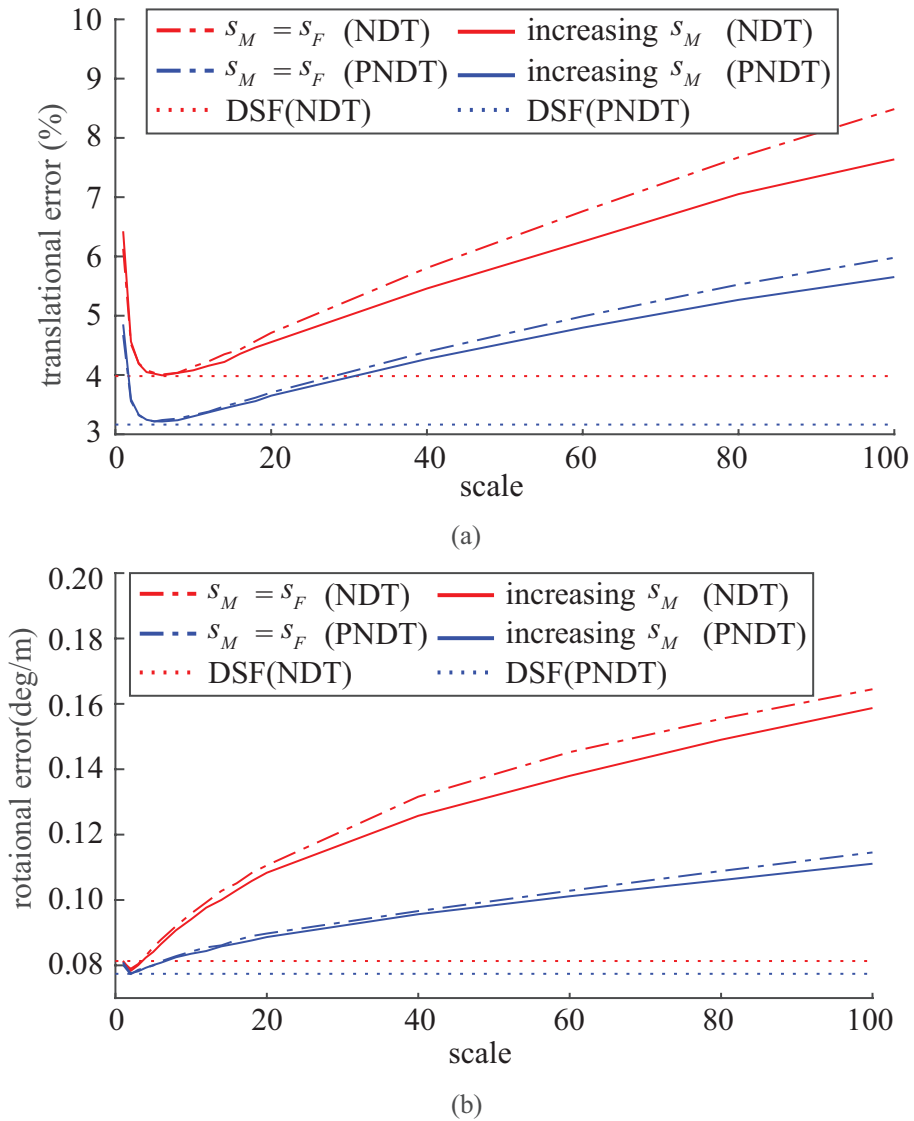 10
9
8
7
6
5
4
3
translational error (%)
s_M = s_F (NDT) increasing s_M (NDT)
s_M = s_F (PNDT) increasing s_M (PNDT)
DSF(NDT) DSF(PNDT)
0 20 40 60 80 100
scale
(a)
0.20
0.18
0.16
0.14
0.12
0.10
0.08
rotaional error(deg/m)
s_M = s_F (NDT) increasing s_M (NDT)
s_M = s_F (PNDT) increasing s_M (PNDT)
DSF(NDT) DSF(PNDT)
0 20 40 60 80 100
scale
(b)